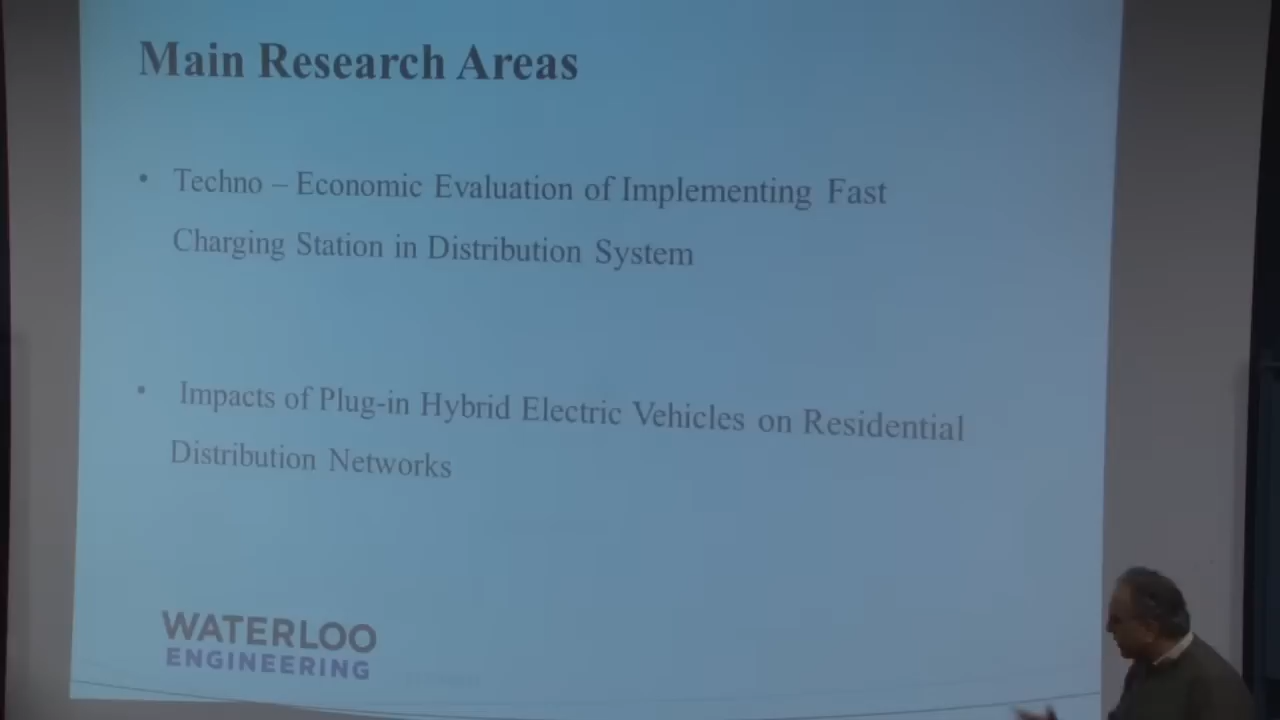 Main Research Areas
• Techno – Economic Evaluation of Implementing Fast
Charging Station in Distribution System
• Impacts of Plug-in Hybrid Electric Vehicles on Residential
Distribution Networks
WATERLOO
ENGINEERING